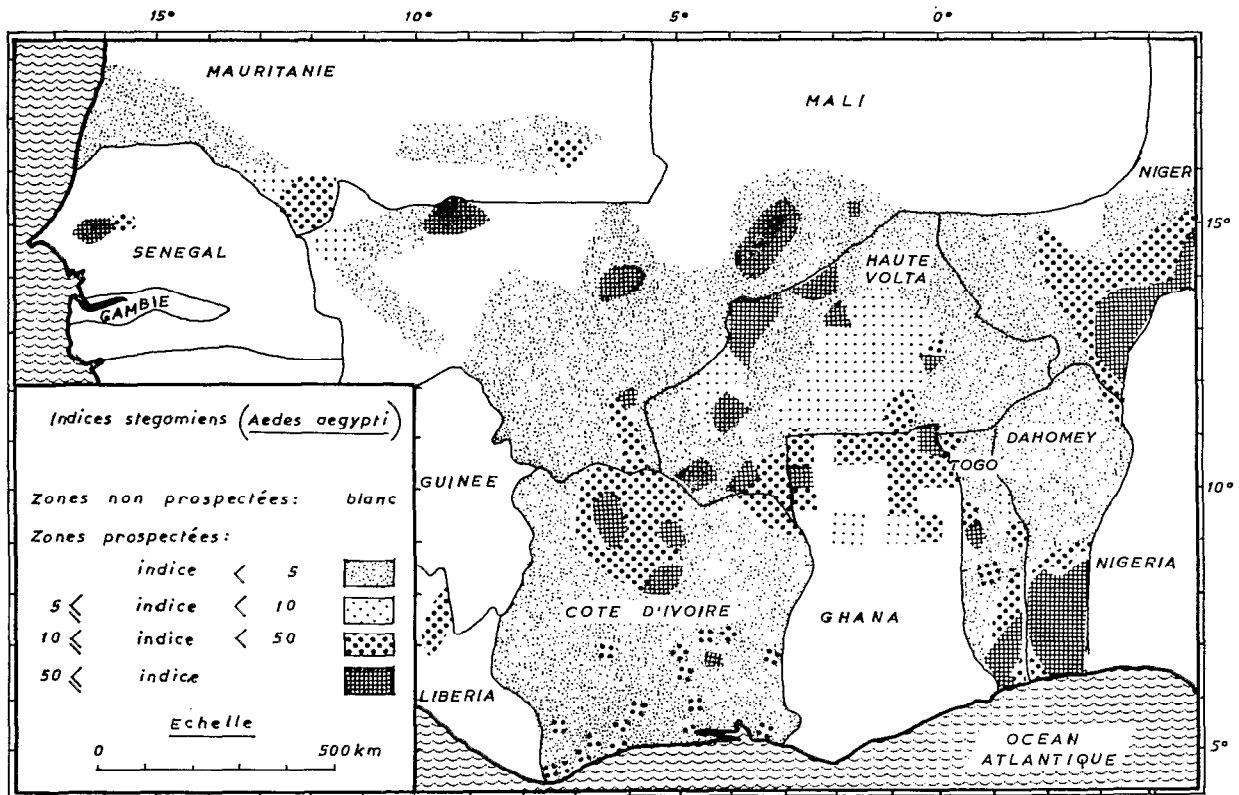 15° 10° 5° 0°
MAURITANIE
MALI
NIGER
15°
SENEGAL
HAUTE
VOLTA
GAMBIE
Indices stegomiens (Aedes aegypti)
DAHOMEY
TOGO
GUINEE
Zones non prospectées: blanc
10°
Zones prospectées:
indice < 5
5 ≤ indice < 10
10 ≤ indice < 50
50 ≤ indice
NIGERIA
COTE D'IVOIRE
GHANA
LIBERIA
Echelle
0 500 km
OCEAN
ATLANTIQUE
5°